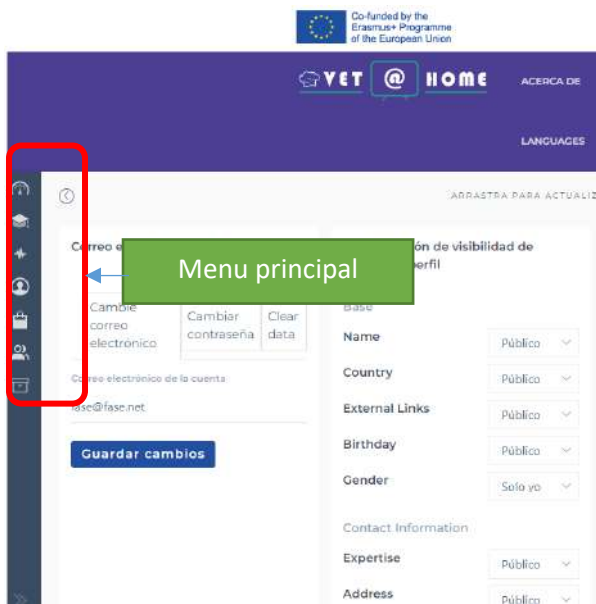 Co-funded by the
Erasmus+ Programme
of the European Union
VET @ HOME
ACERCA DE
LANGUAGES
ARRASTRA PARA ACTUALIZ
Correo e
Menu principal
ón de visibilidad de
erfil
Cambie
correo
electrónico
Cambiar
contraseña
Clear
data
Correo electrónico de la cuenta
fase@fase.net
Guardar cambios
Base
Name Público
Country Público
External Links Público
Birthday Público
Gender Solo yo
Contact Information
Expertise Público
Address Público